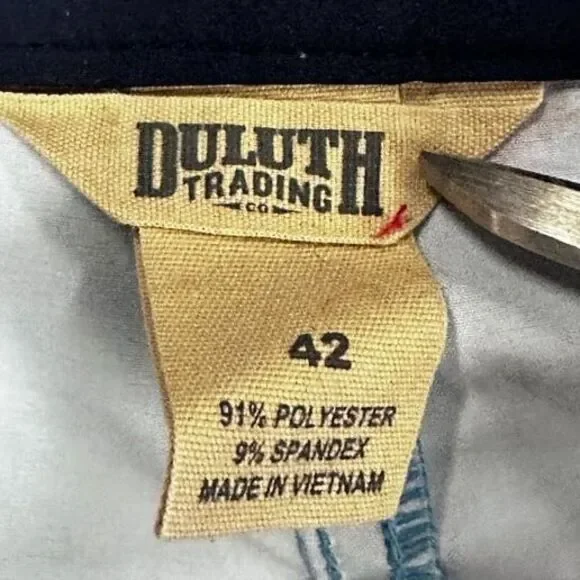 DULUTH
TRADING
CO
42
91% POLYESTER
9% SPANDEX
MADE IN VIETNAM